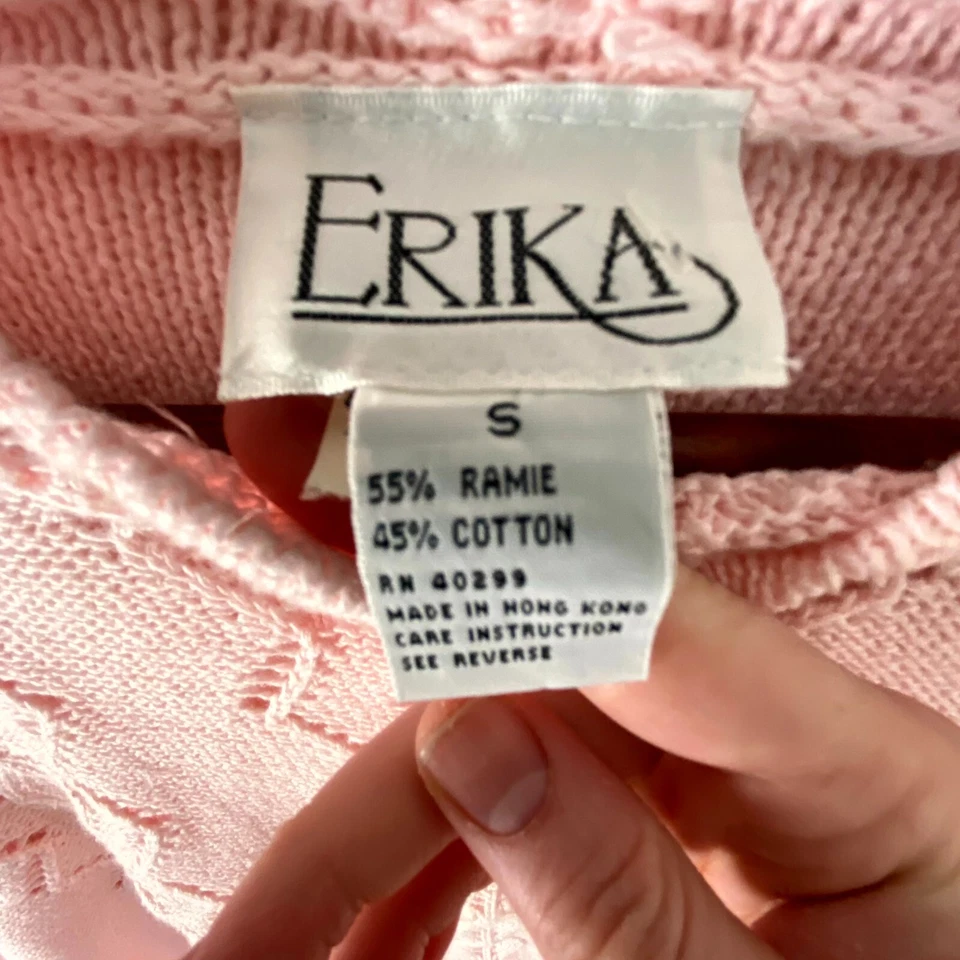 ERIKA
S
55% RAMIE
45% COTTON
RN 40299
MADE IN HONG KONG
CARE INSTRUCTION
SEE REVERSE